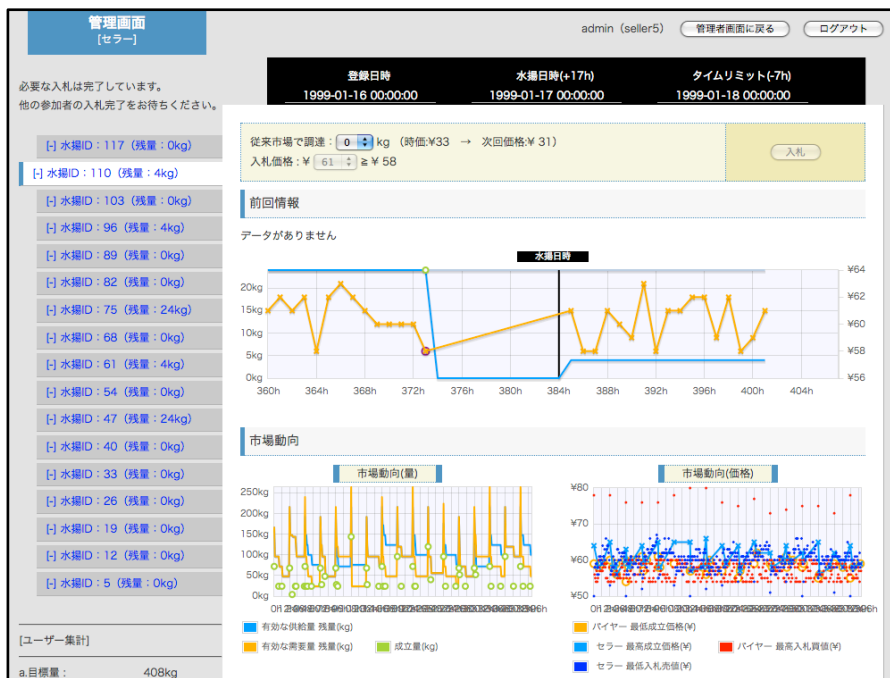 管理画面
[セラー]
admin（seller5）
管理者画面に戻る
ログアウト
必要な入札は完了しています。
他の参加者の入札完了をお待ちください。
登録日時
1999-01-16 00:00:00
水揚日時(+17h)
1999-01-17 00:00:00
タイムリミット(-7h)
1999-01-18 00:00:00
[-] 水揚ID：117（残量：0kg）
[-] 水揚ID：110（残量：4kg）
[-] 水揚ID：103（残量：0kg）
[-] 水揚ID：96（残量：4kg）
[-] 水揚ID：89（残量：0kg）
[-] 水揚ID：82（残量：0kg）
[-] 水揚ID：75（残量：24kg）
[-] 水揚ID：68（残量：0kg）
[-] 水揚ID：61（残量：4kg）
[-] 水揚ID：54（残量：0kg）
[-] 水揚ID：47（残量：24kg）
[-] 水揚ID：40（残量：0kg）
[-] 水揚ID：33（残量：0kg）
[-] 水揚ID：26（残量：0kg）
[-] 水揚ID：19（残量：0kg）
[-] 水揚ID：12（残量：0kg）
[-] 水揚ID：5（残量：0kg）
[ユーザー集計]
a.目標量： 408kg
従来市場で調達： 0 kg （時価:¥33 → 次回価格:¥ 31）
入札価格：¥ 61 ≧ ¥ 58
入札
前回情報
データがありません
水揚日時
20kg
15kg
10kg
5kg
0kg
¥64
¥62
¥60
¥58
¥56
360h 364h 368h 372h 376h 380h 384h 388h 392h 396h 400h 404h
市場動向
市場動向(量)
250kg
200kg
150kg
100kg
50kg
0kg
有効な供給量 残量(kg)
有効な需要量 残量(kg)
成立量(kg)
市場動向(価格)
¥80
¥70
¥60
¥50
バイヤー 最低成立価格(¥)
セラー 最高成立価格(¥)
バイヤー 最高入札買値(¥)
セラー 最低入札売値(¥)